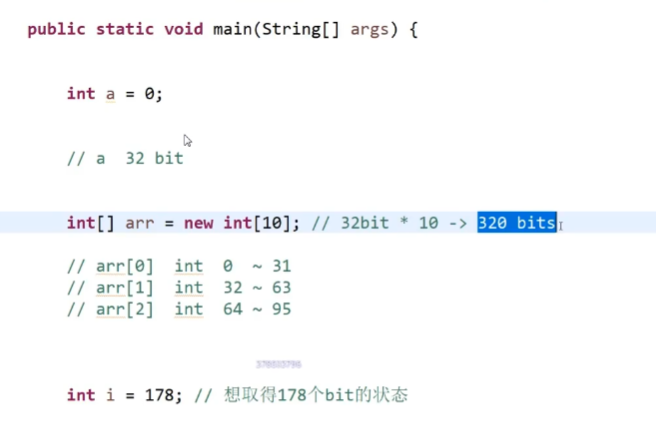 public static void main(String[] args) {
int a = 0;
// a 32 bit
int[] arr = new int[10]; // 32bit * 10 -> 320 bits
// arr[0] int 0 ~ 31
// arr[1] int 32 ~ 63
// arr[2] int 64 ~ 95
int i = 178; // 想取得178个bit的状态